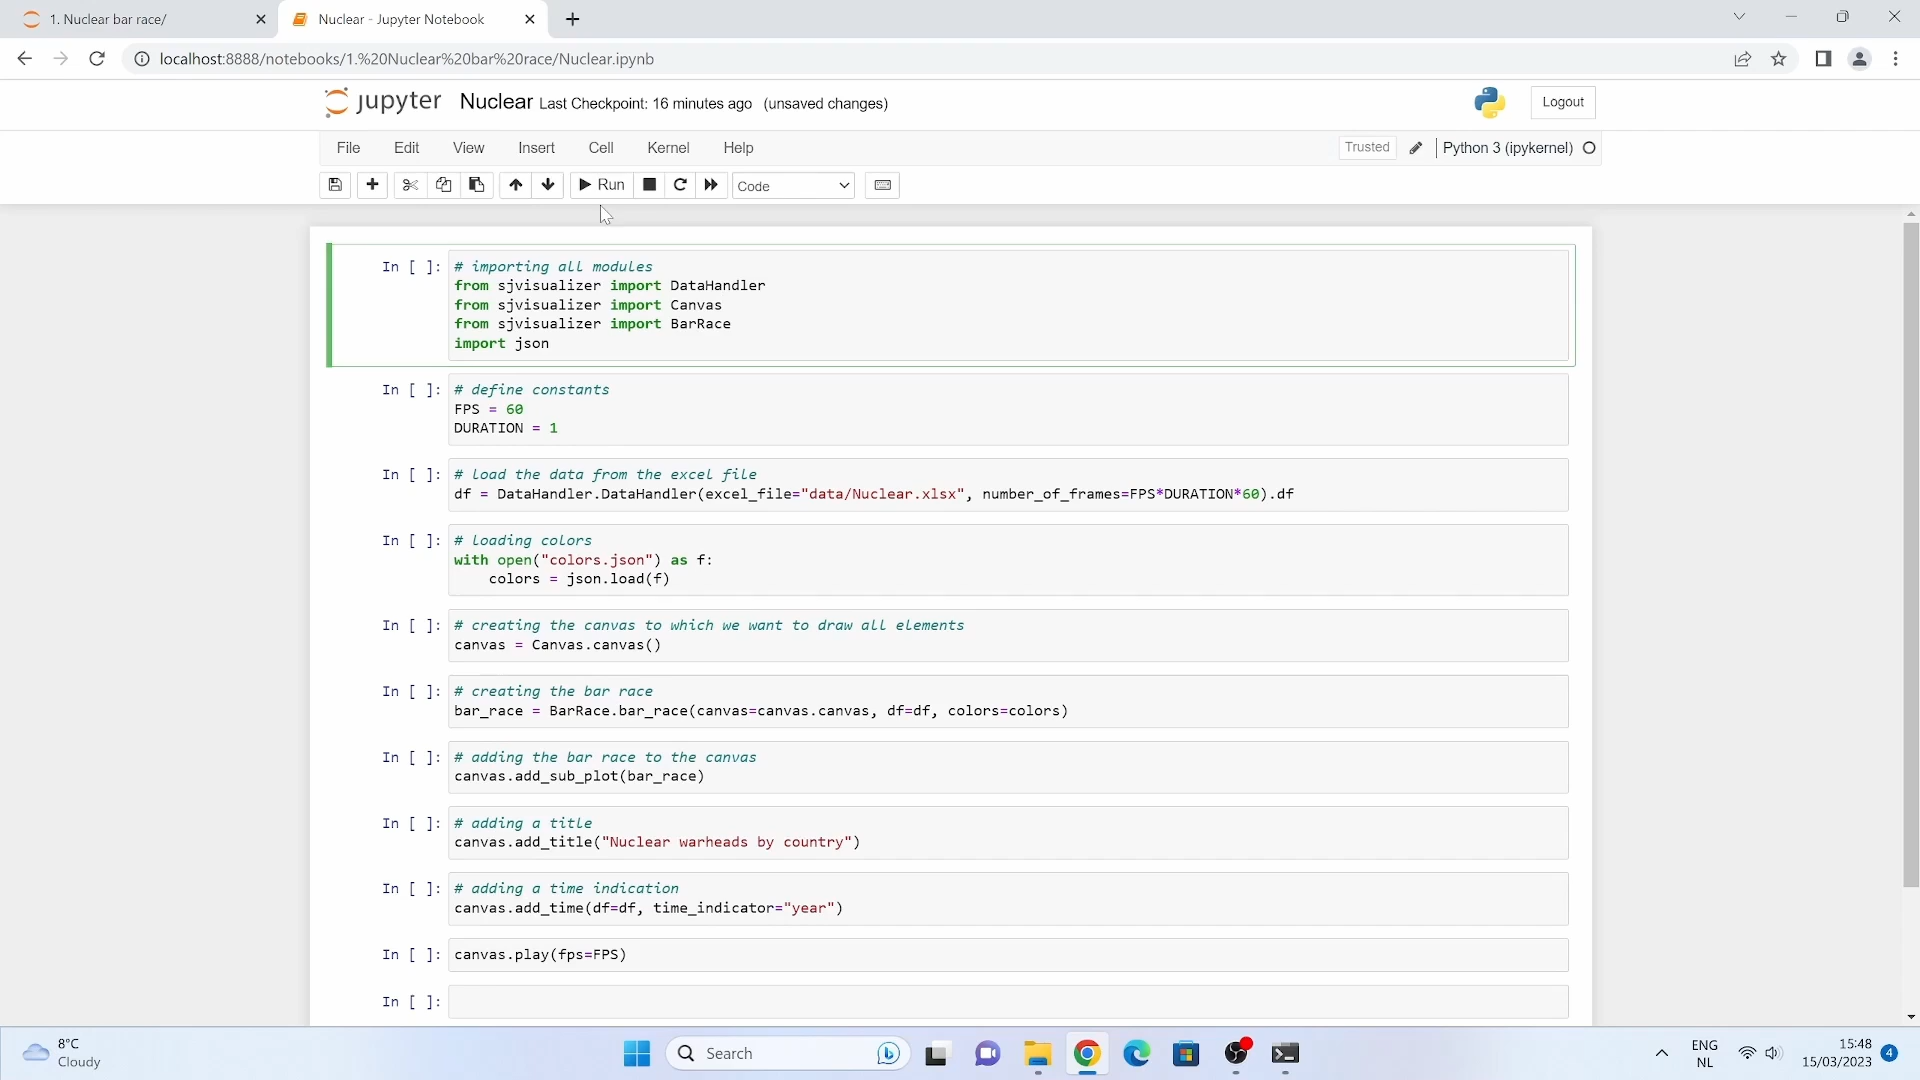 1. Nuclear bar race/
Nuclear - Jupyter Notebook
localhost:8888/notebooks/1.%20Nuclear%20bar%20race/Nuclear.ipynb
jupyter Nuclear Last Checkpoint: 16 minutes ago (unsaved changes)
Logout
File Edit View Insert Cell Kernel Help
Trusted
Python 3 (ipykernel)
Run
Code
In [ ]: # importing all modules
from sjvisualizer import DataHandler
from sjvisualizer import Canvas
from sjvisualizer import BarRace
import json
In [ ]: # define constants
FPS = 60
DURATION = 1
In [ ]: # load the data from the excel file
df = DataHandler.DataHandler(excel_file="data/Nuclear.xlsx", number_of_frames=FPS*DURATION*60).df
In [ ]: # loading colors
with open("colors.json") as f:
    colors = json.load(f)
In [ ]: # creating the canvas to which we want to draw all elements
canvas = Canvas.canvas()
In [ ]: # creating the bar race
bar_race = BarRace.bar_race(canvas=canvas.canvas, df=df, colors=colors)
In [ ]: # adding the bar race to the canvas
canvas.add_sub_plot(bar_race)
In [ ]: # adding a title
canvas.add_title("Nuclear warheads by country")
In [ ]: # adding a time indication
canvas.add_time(df=df, time_indicator="year")
In [ ]: canvas.play(fps=FPS)
In [ ]:
8°C
Cloudy
Search
ENG
NL
15:48
15/03/2023
4